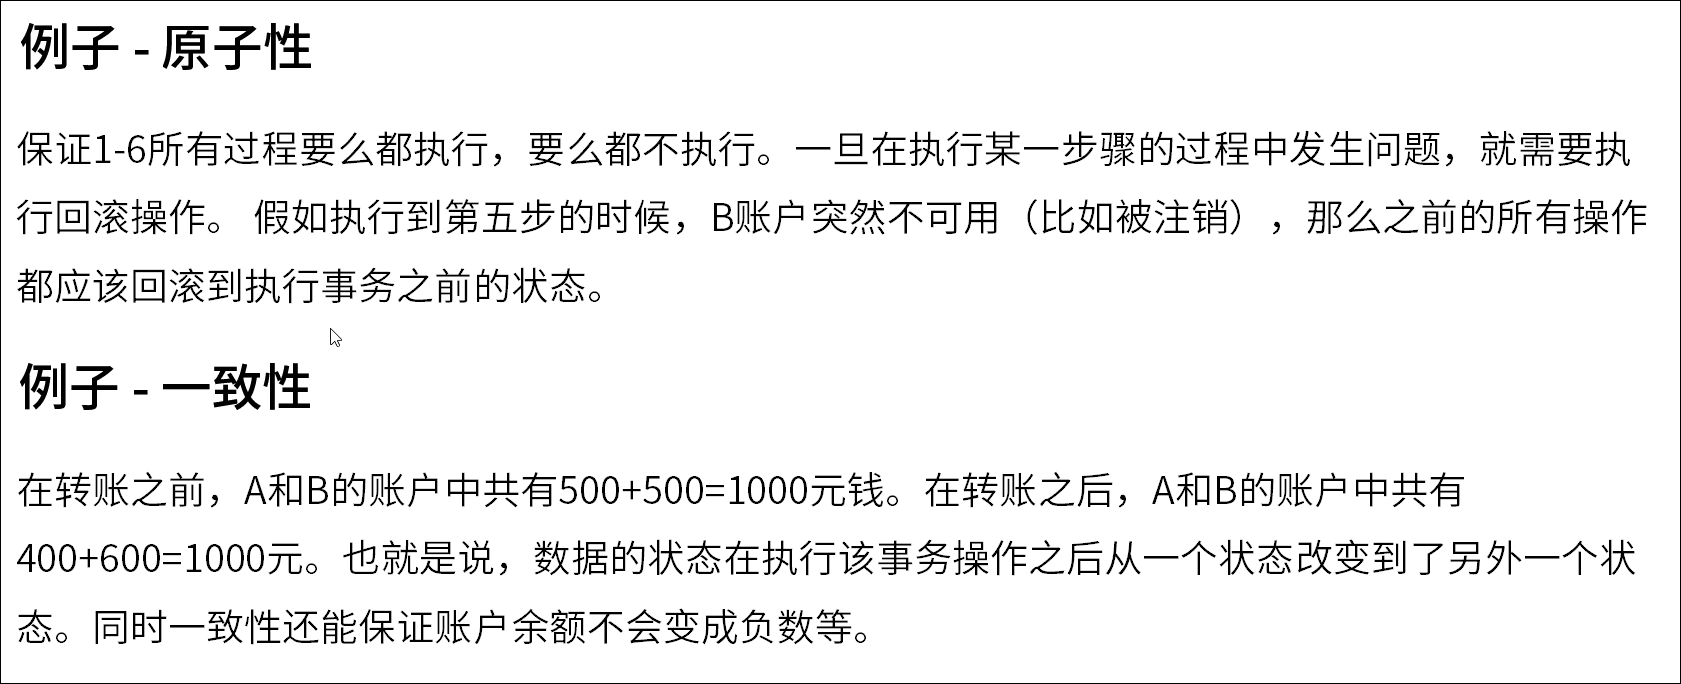 例子 - 原子性
保证1-6所有过程要么都执行，要么都不执行。一旦在执行某一步骤的过程中发生问题，就需要执
行回滚操作。 假如执行到第五步的时候，B账户突然不可用（比如被注销），那么之前的所有操作
都应该回滚到执行事务之前的状态。
例子 - 一致性
在转账之前，A和B的账户中共有500+500=1000元钱。在转账之后，A和B的账户中共有
400+600=1000元。也就是说，数据的状态在执行该事务操作之后从一个状态改变到了另外一个状
态。同时一致性还能保证账户余额不会变成负数等。